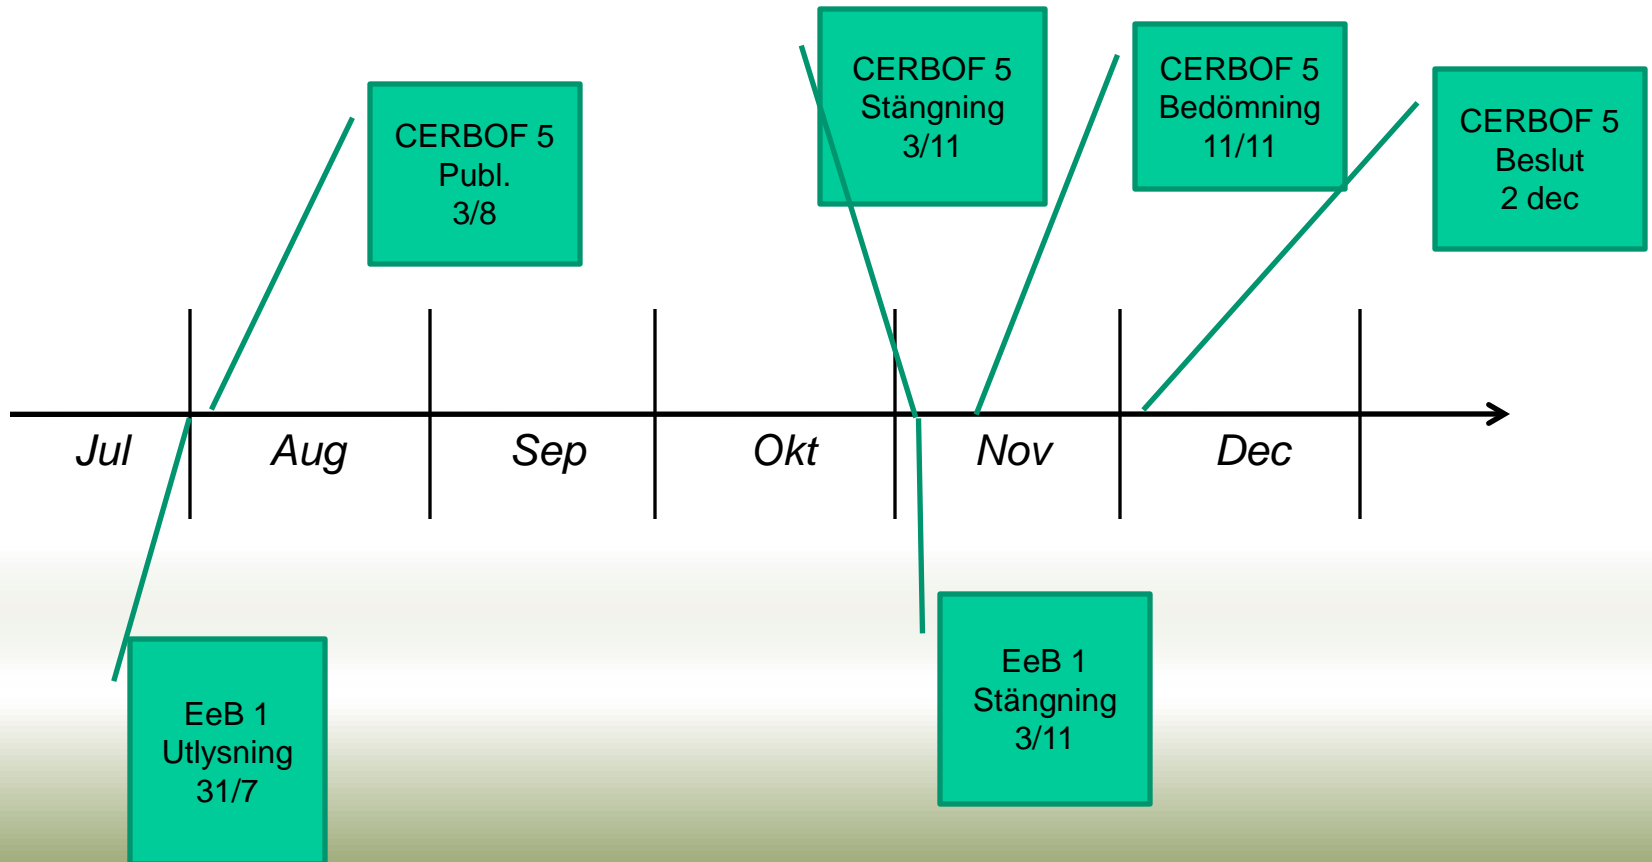 CERBOF 5
Publ.
3/8
CERBOF 5
Stängning
3/11
CERBOF 5
Bedömning
11/11
CERBOF 5
Beslut
2 dec
Jul
Aug
Sep
Okt
Nov
Dec
EeB 1
Utlysning
31/7
EeB 1
Stängning
3/11